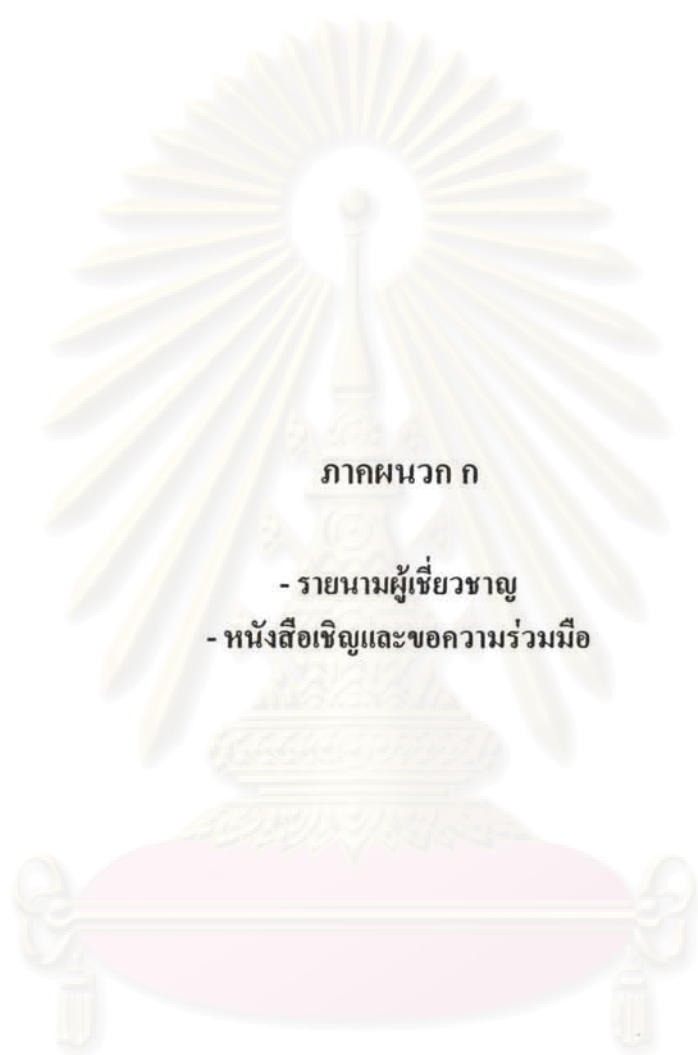 ภาคผนวก ก
- รายนามผู้เชี่ยวชาญ
- หนังสือเชิญและขอความร่วมมือ